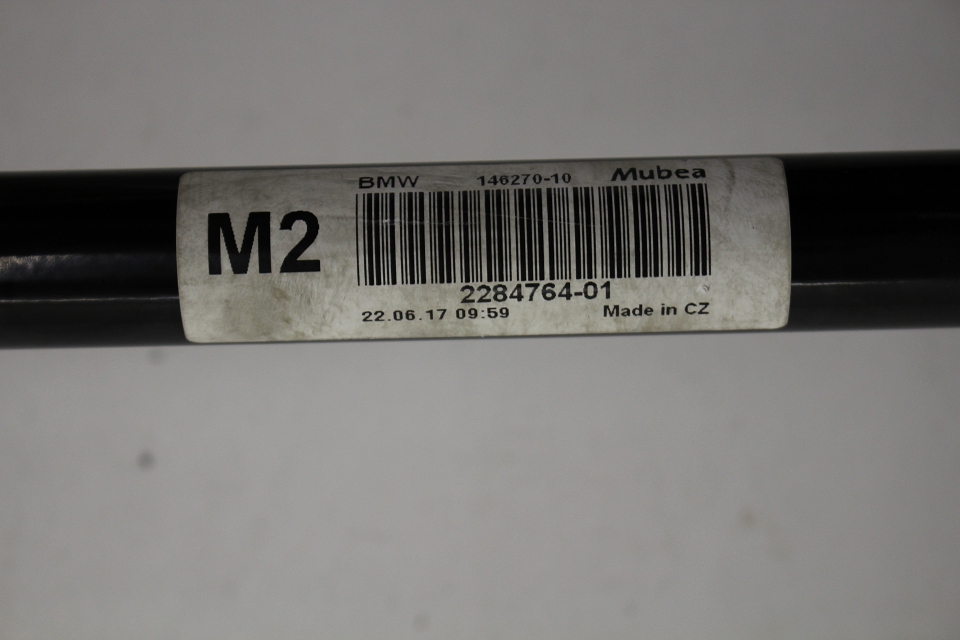 BMW 146270-10 Mubea
M2
2284764-01
22.06.17 09:59 Made in CZ